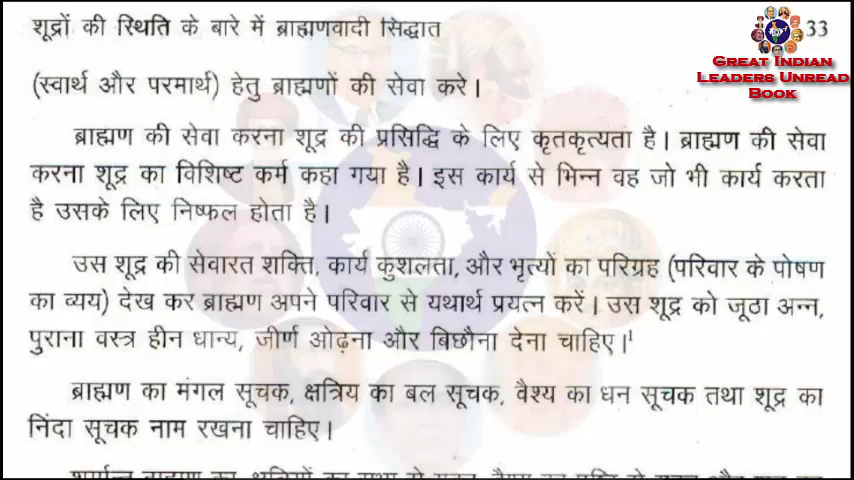 शूद्रों की स्थिति के बारे में ब्राह्मणवादी सिद्धात
33
Great Indian
Leaders Unread
Book
(स्वार्थ और परमार्थ) हेतु ब्राह्मणों की सेवा करे।
ब्राह्मण की सेवा करना शूद्र की प्रसिद्धि के लिए कृतकृत्यता है। ब्राह्मण की सेवा
करना शूद्र का विशिष्ट कर्म कहा गया है। इस कार्य से भिन्न वह जो भी कार्य करता
है उसके लिए निष्फल होता है।
उस शूद्र की सेवारत शक्ति, कार्य कुशलता, और भृत्यों का परिग्रह (परिवार के पोषण
का व्यय) देख कर ब्राह्मण अपने परिवार से यथार्थ प्रयत्न करें। उस शूद्र को जूठा अन्न,
पुराना वस्त्र हीन धान्य, जीर्ण ओढ़ना और बिछौना देना चाहिए।¹
ब्राह्मण का मंगल सूचक, क्षत्रिय का बल सूचक, वैश्य का धन सूचक तथा शूद्र का
निंदा सूचक नाम रखना चाहिए।